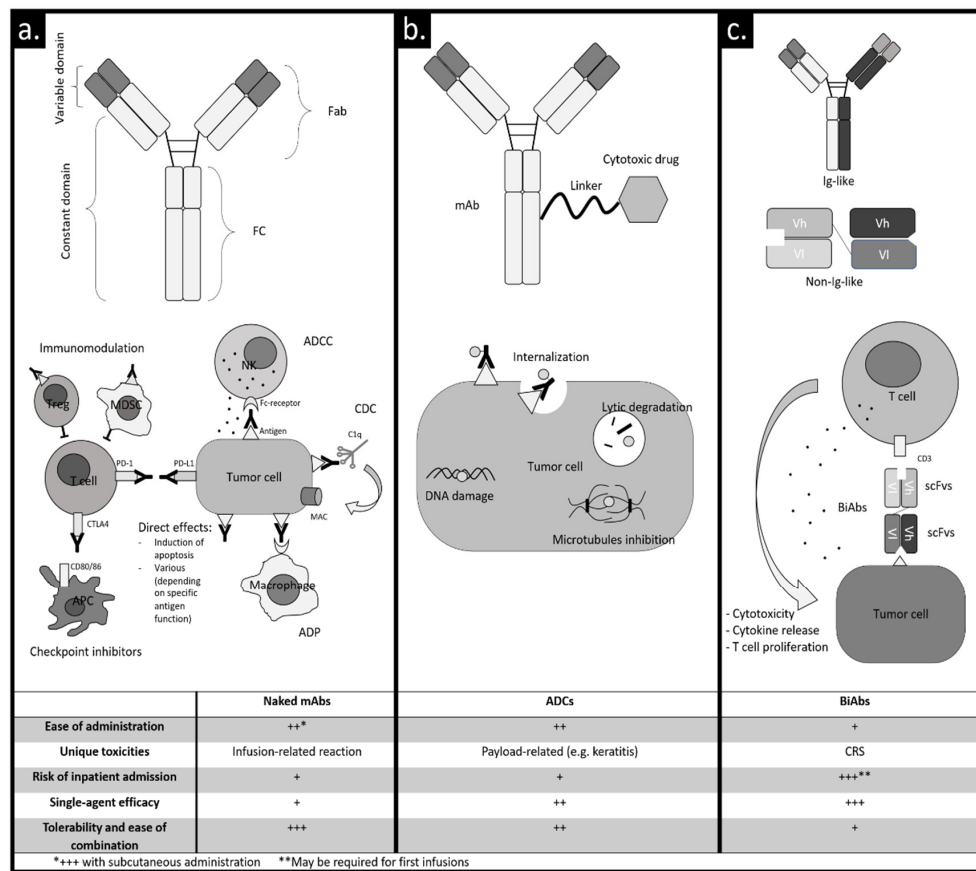 a.
Variable domain
Constant domain
Fab
FC
Immunomodulation
Treg
MDSC
NK
ADCC
Fc-receptor
Antigen
CDC
C1q
T cell
PD-1
PD-L1
Tumor cell
MAC
CTLA4
CD80/86
APC
Checkpoint inhibitors
Direct effects:
- Induction of
apoptosis
- Various
(depending
on specific
antigen
function)
Macrophage
ADP
b.
mAb
Linker
Cytotoxic drug
Internalization
Lytic degradation
Tumor cell
DNA damage
Microtubules inhibition
c.
Ig-like
Vh
Vl
Vh
Vl
Non-Ig-like
T cell
CD3
Vl
Vh
scFvs
BiAbs
Vl
Vh
scFvs
Tumor cell
- Cytotoxicity
- Cytokine release
- T cell proliferation
Naked mAbs ADCs BiAbs
Ease of administration ++* ++ +
Unique toxicities Infusion-related reaction Payload-related (e.g. keratitis) CRS
Risk of inpatient admission + + +++**
Single-agent efficacy + ++ +++
Tolerability and ease of
combination +++ ++ +
*+++ with subcutaneous administration **May be required for first infusions